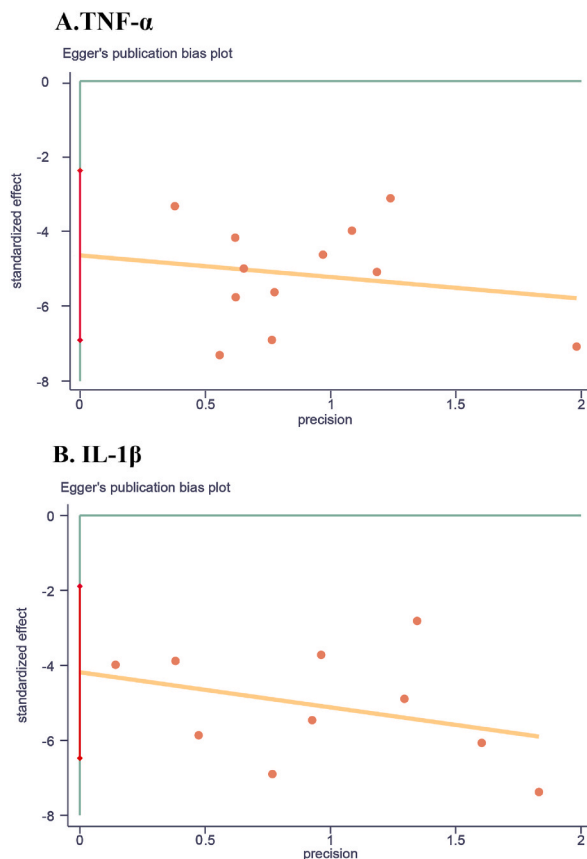 A.TNF-α
Egger's publication bias plot
0
-2
-4
-6
-8
standardized effect
0
0.5
1
1.5
2
precision
B. IL-1β
Egger's publication bias plot
0
-2
-4
-6
-8
standardized effect
0
0.5
1
1.5
2
precision